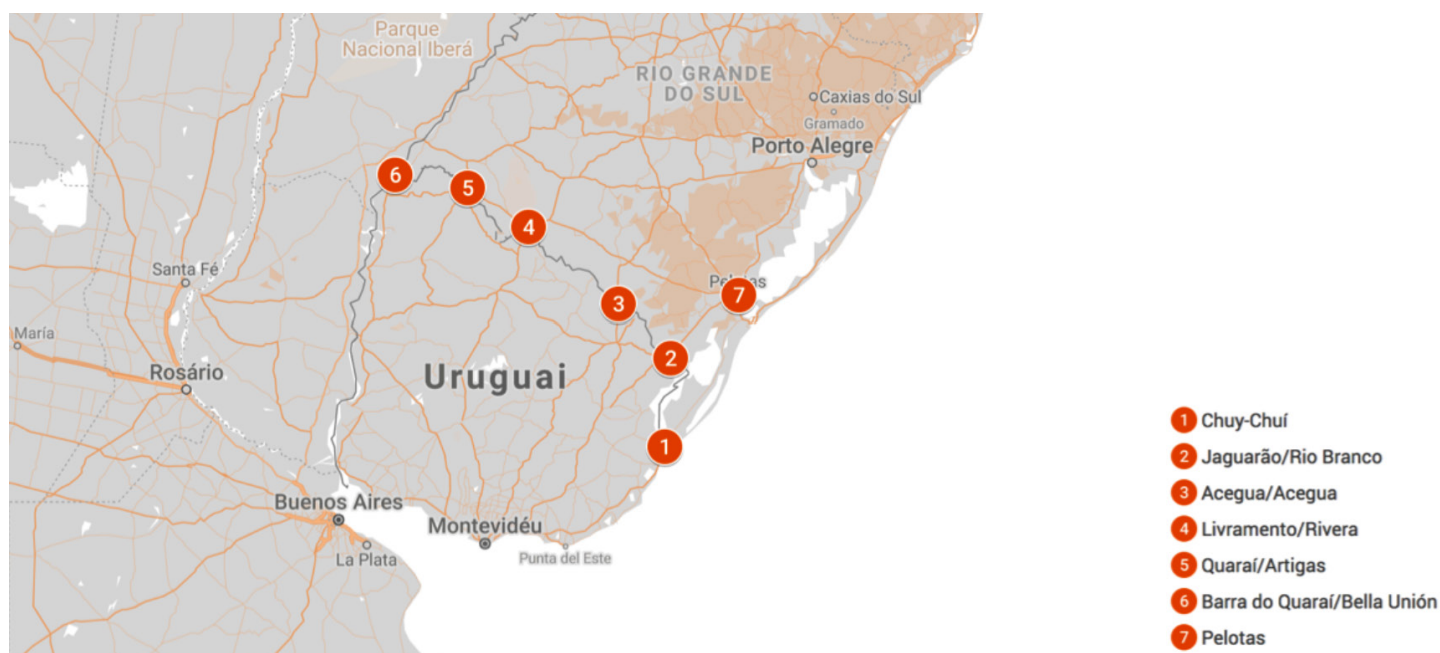 Parque
Nacional Iberá
RIO GRANDE
DO SUL
Caxias do Sul
Gramado
Porto Alegre
6
5
4
Santa Fé
Pelotas
7
3
María
2
Rosário
Uruguai
1
Buenos Aires
Montevidéu
La Plata
Punta del Este
1 Chuy-Chuí
2 Jaguarão/Rio Branco
3 Acegua/Acegua
4 Livramento/Rivera
5 Quaraí/Artigas
6 Barra do Quaraí/Bella Unión
7 Pelotas